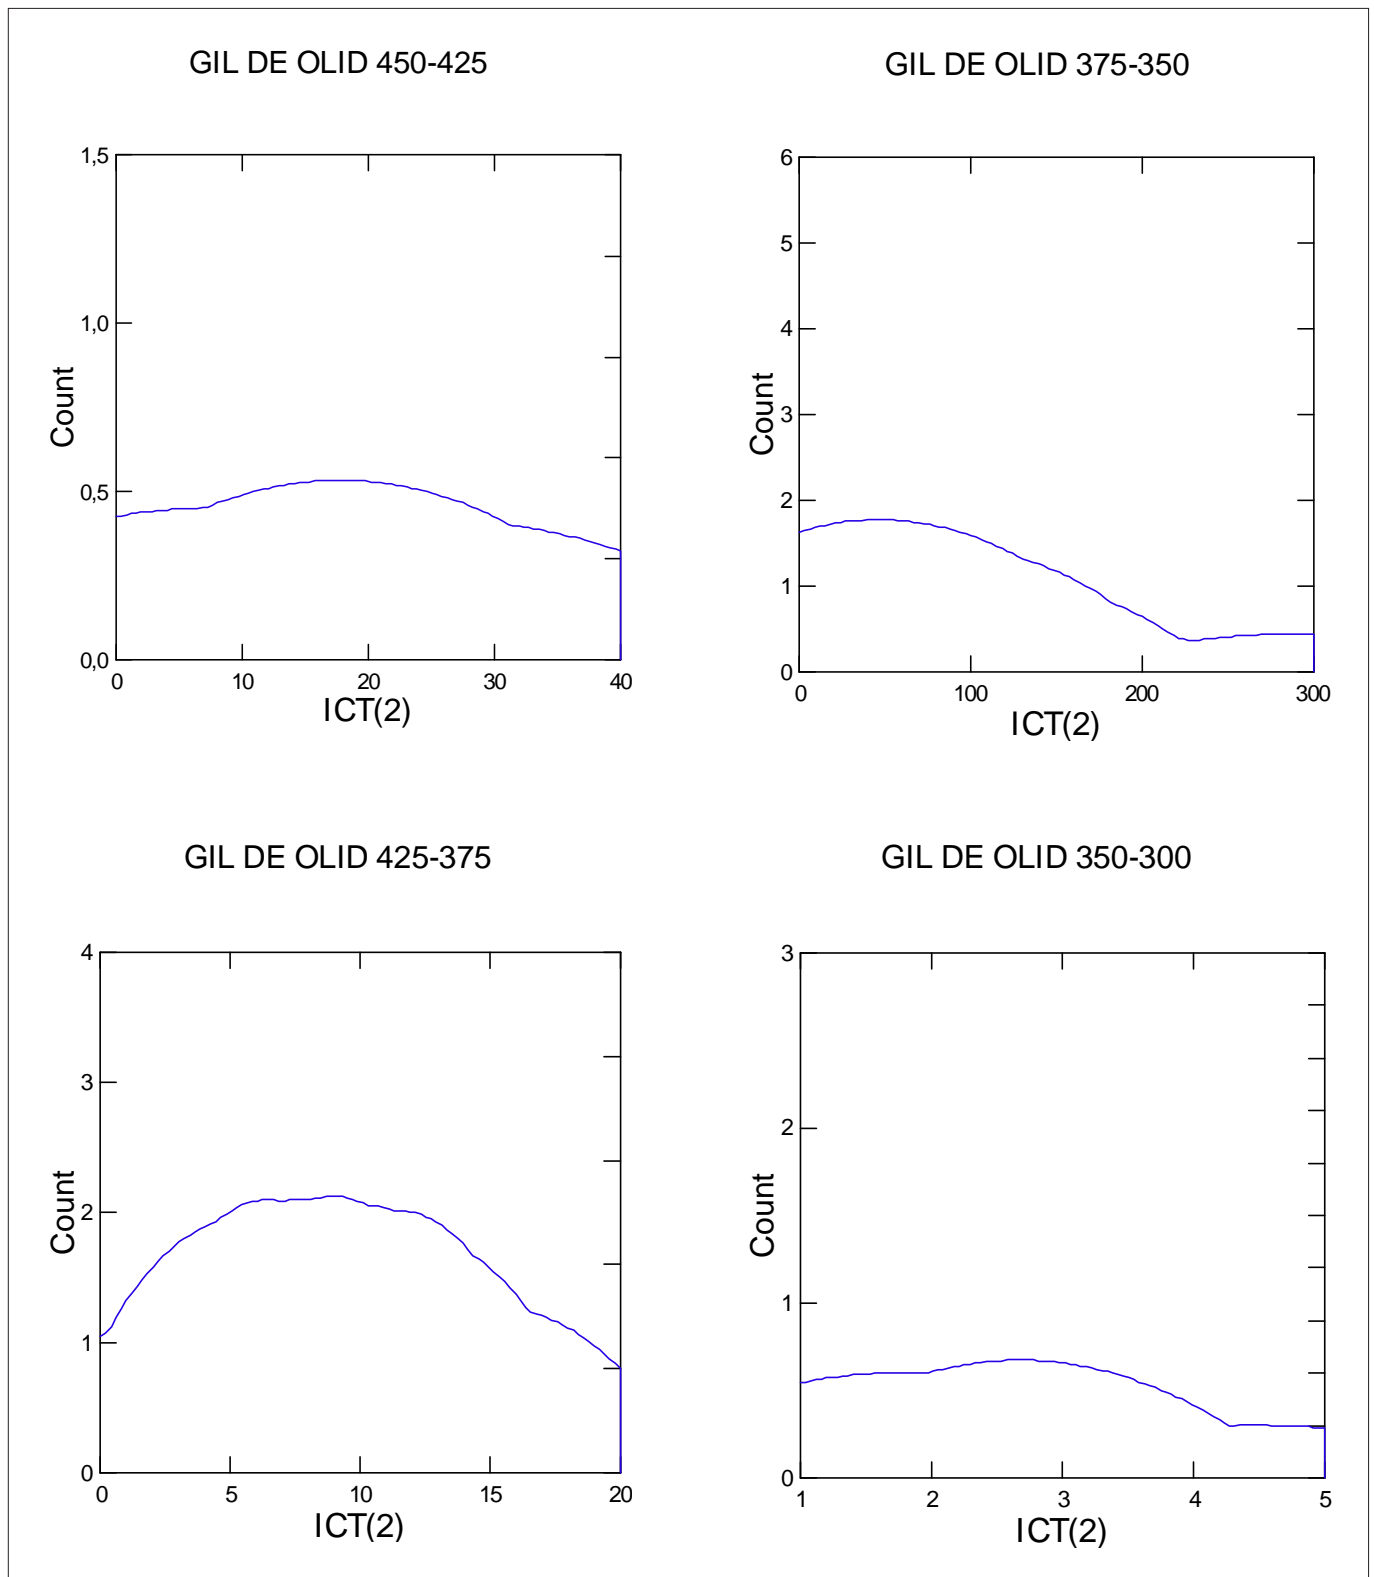 GIL DE OLID 450-425
1,5
1,0
0,5
0,0
Count
0 10 20 30 40
ICT(2)
GIL DE OLID 375-350
6
5
4
3
2
1
0
Count
0 100 200 300
ICT(2)
GIL DE OLID 425-375
4
3
2
1
0
Count
0 5 10 15 20
ICT(2)
GIL DE OLID 350-300
3
2
1
0
Count
1 2 3 4 5
ICT(2)